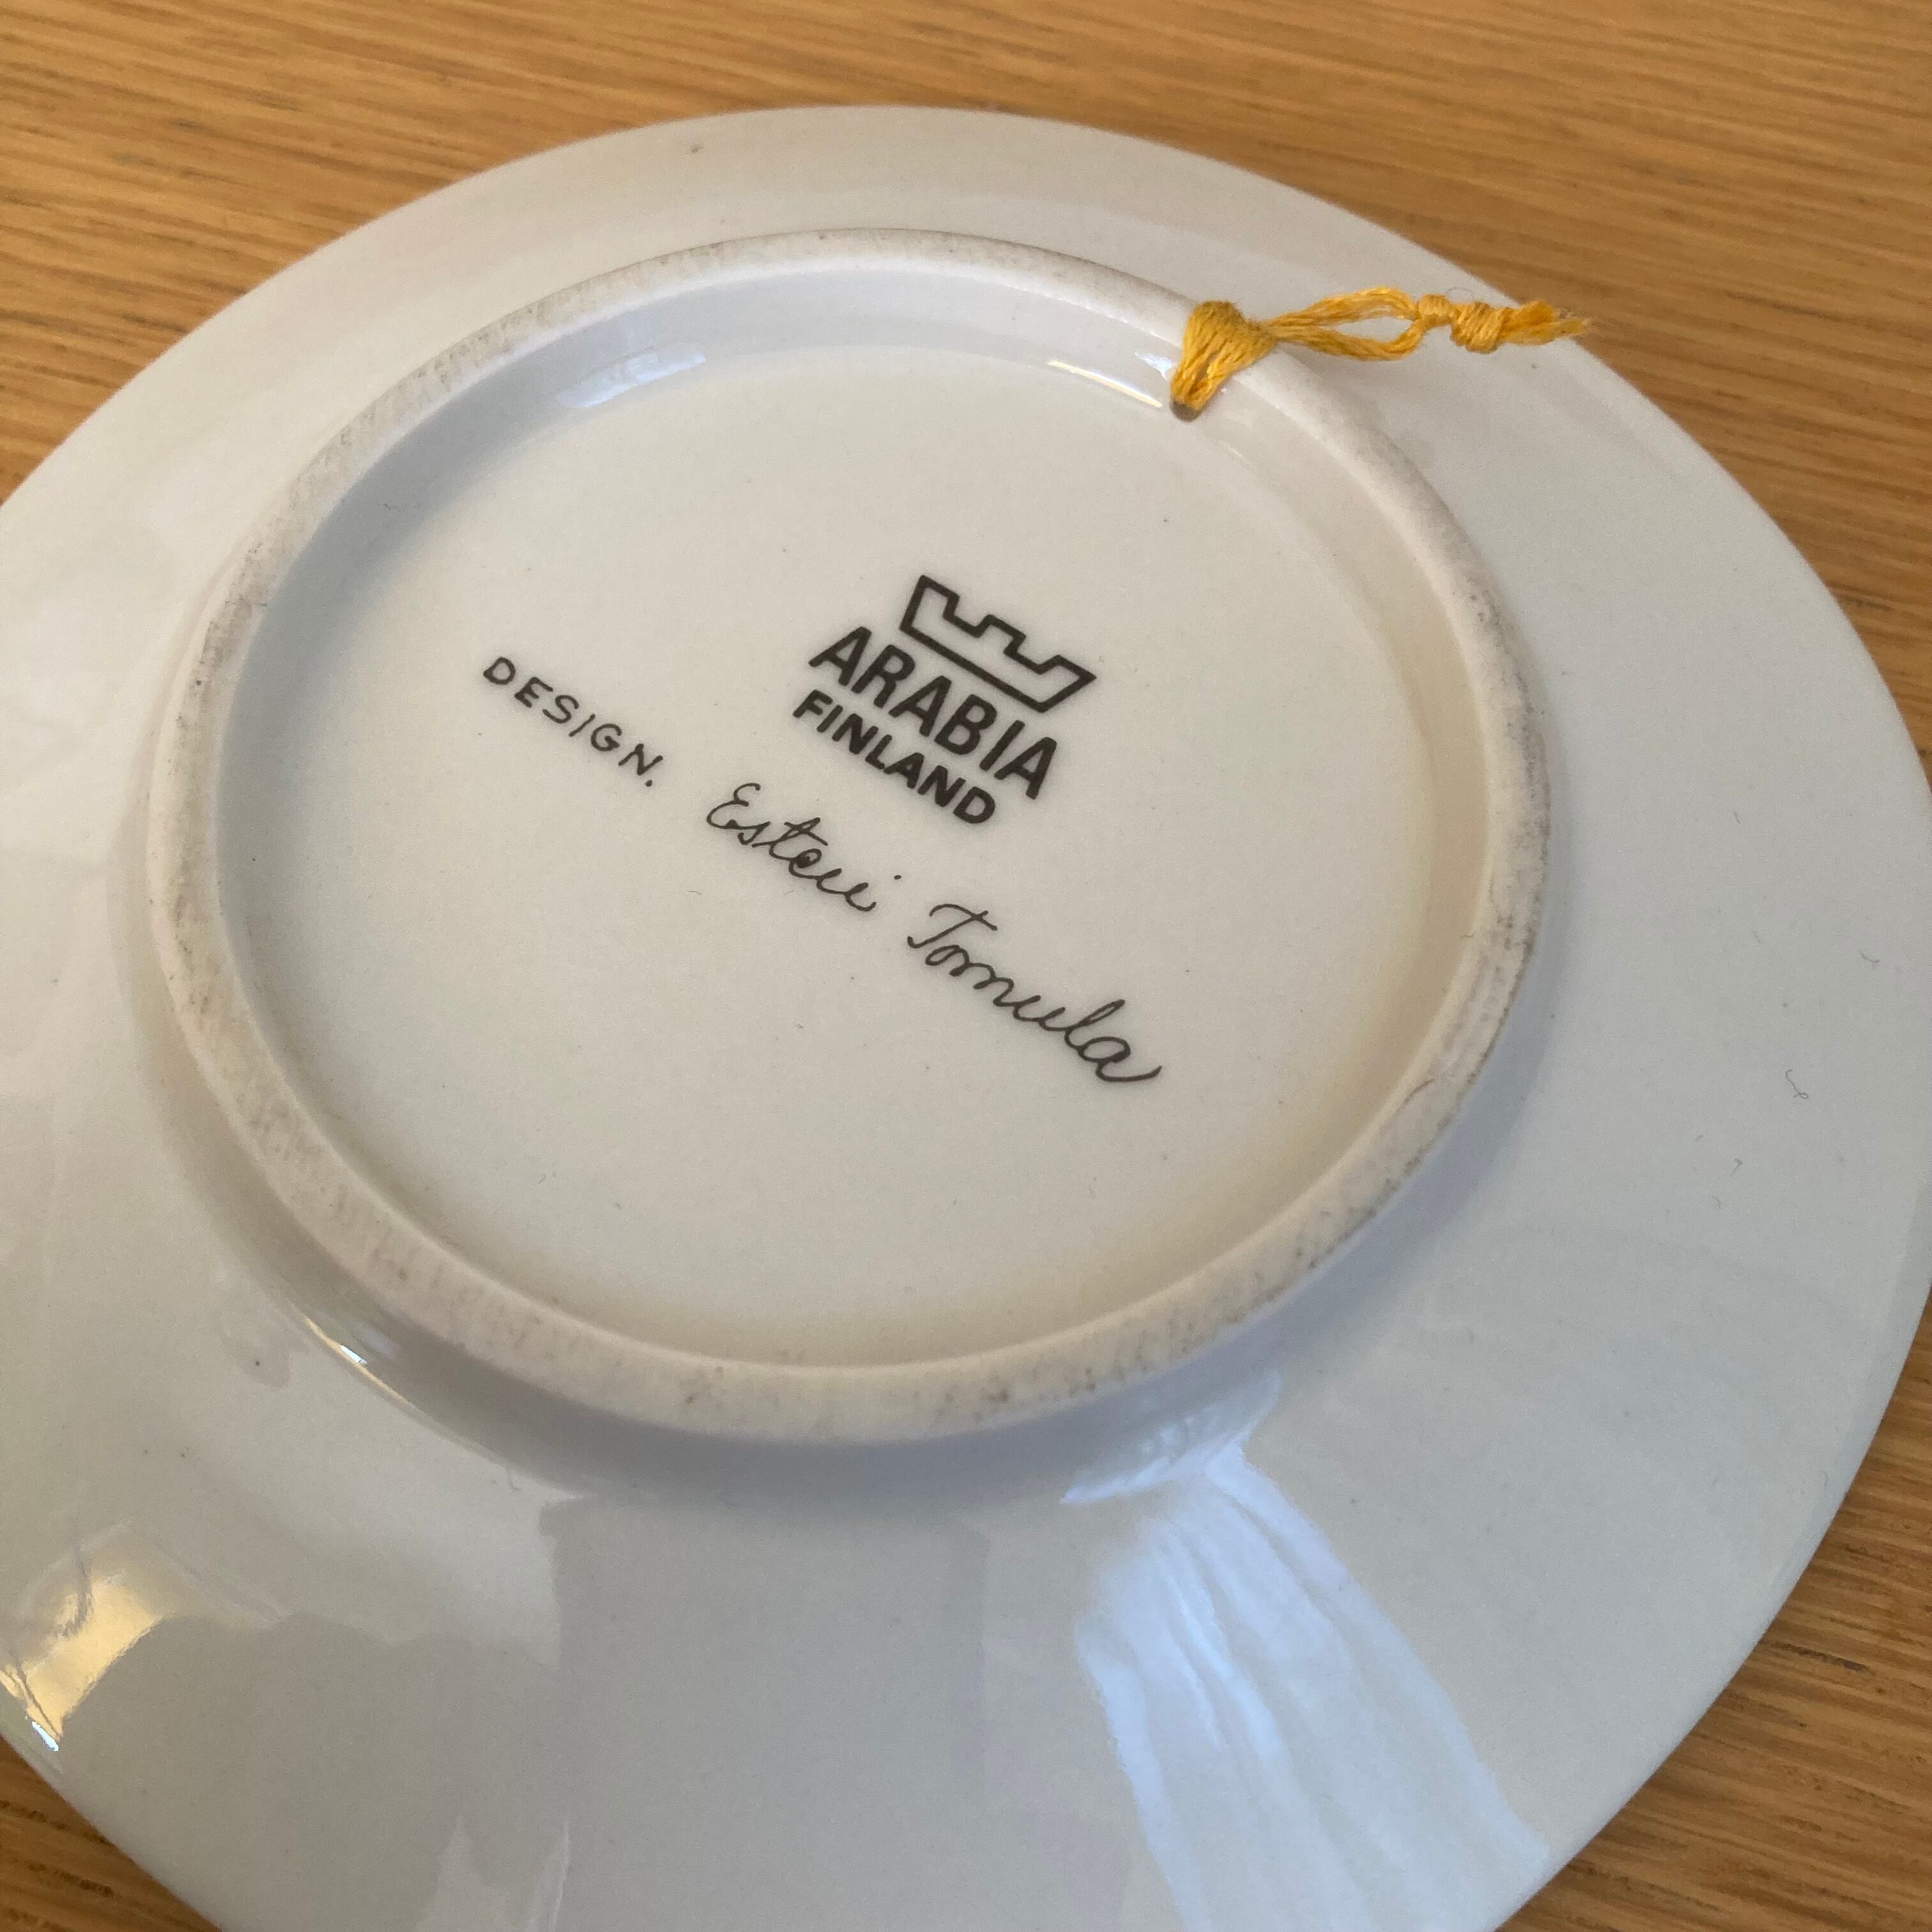 ARABIA
FINLAND
DESIGN. Esteri Tomula